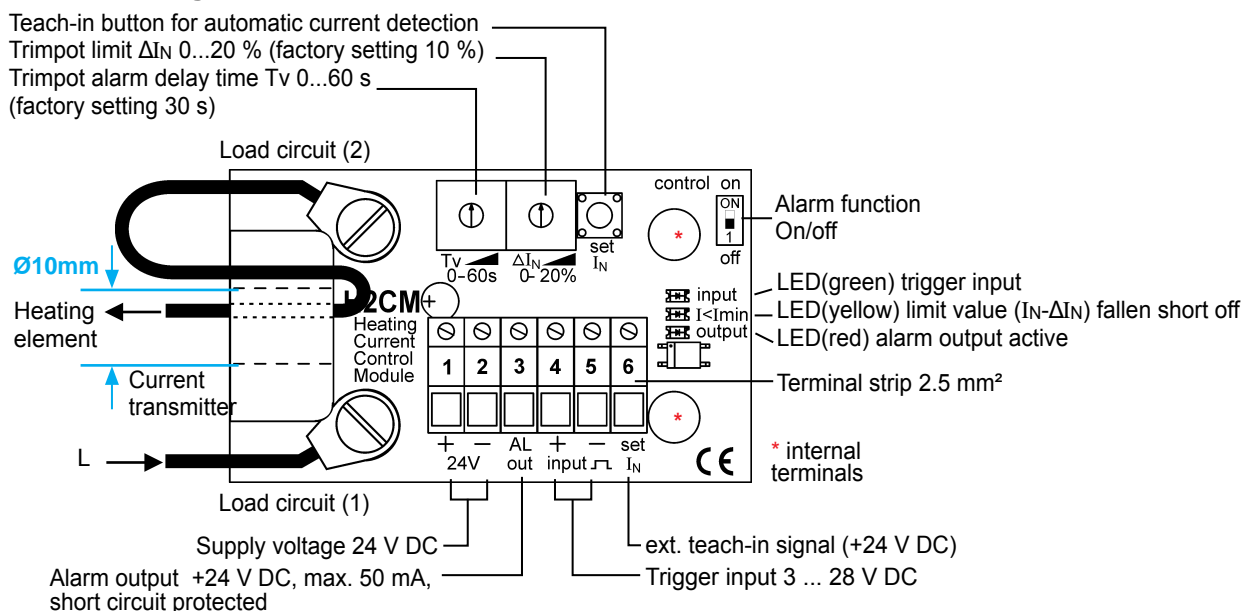 Teach-in button for automatic current detection
Trimpot limit ΔIN 0...20 % (factory setting 10 %)
Trimpot alarm delay time Tv 0...60 s
(factory setting 30 s)
Load circuit (2)
control on
ON
1
off
Alarm function
On/off
set
IN
Tv
0-60s
ΔIN
0-20%
*
Ø10mm
Heating
element
H2CM
+
Heating
Current
Control
Module
input
I<Imin
output
LED(green) trigger input
LED(yellow) limit value (IN-ΔIN) fallen short off
LED(red) alarm output active
1 2 3 4 5 6
Terminal strip 2.5 mm²
Current
transmitter
*
+ − AL + − set
24V out input IN
L
CE
* internal
terminals
Load circuit (1)
Supply voltage 24 V DC
ext. teach-in signal (+24 V DC)
Alarm output +24 V DC, max. 50 mA,
short circuit protected
Trigger input 3 ... 28 V DC